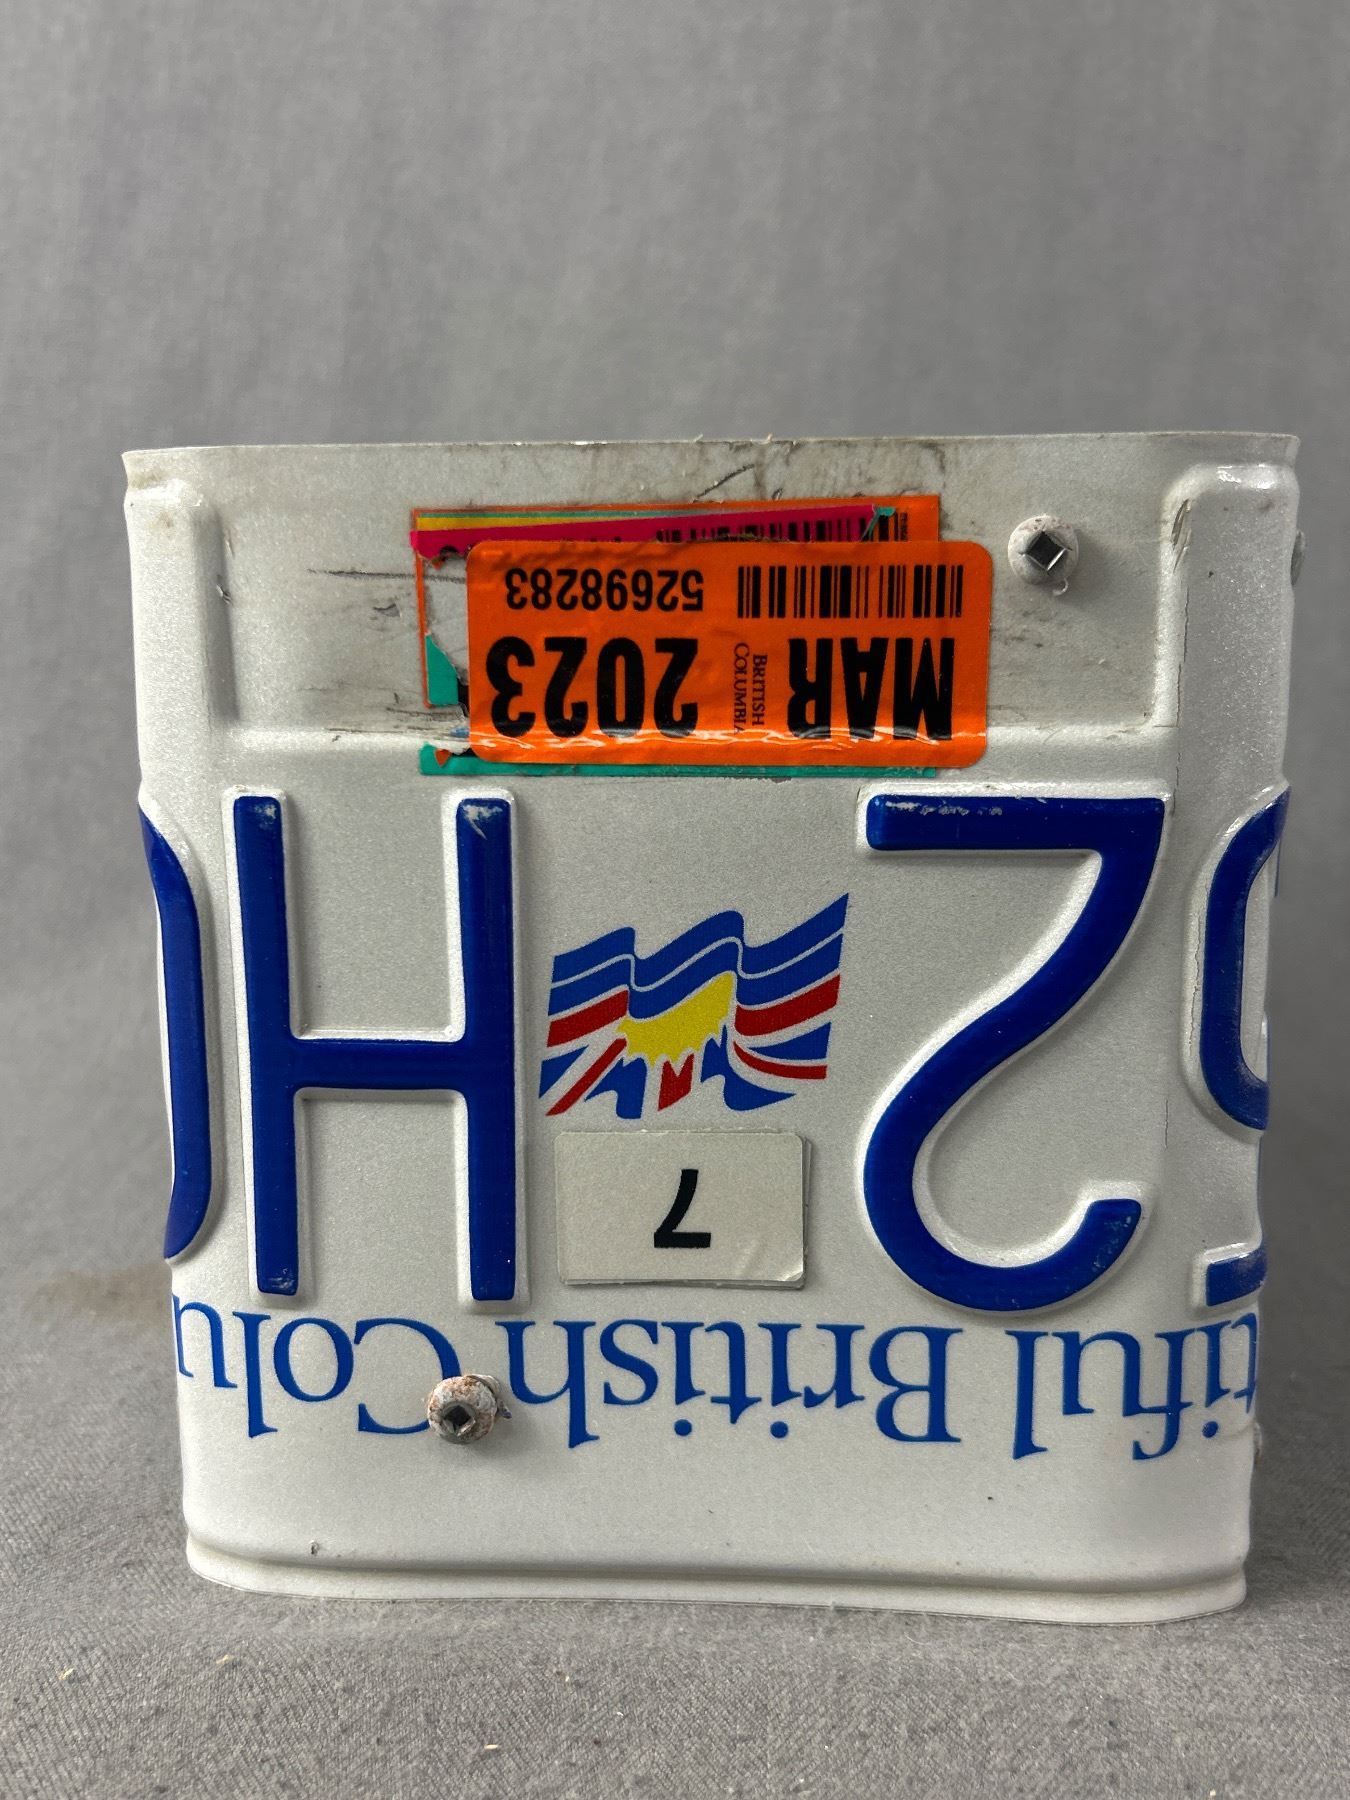 tiful British Colu
2 H
7
MAR BRITISH COLUMBIA 2023
52698283